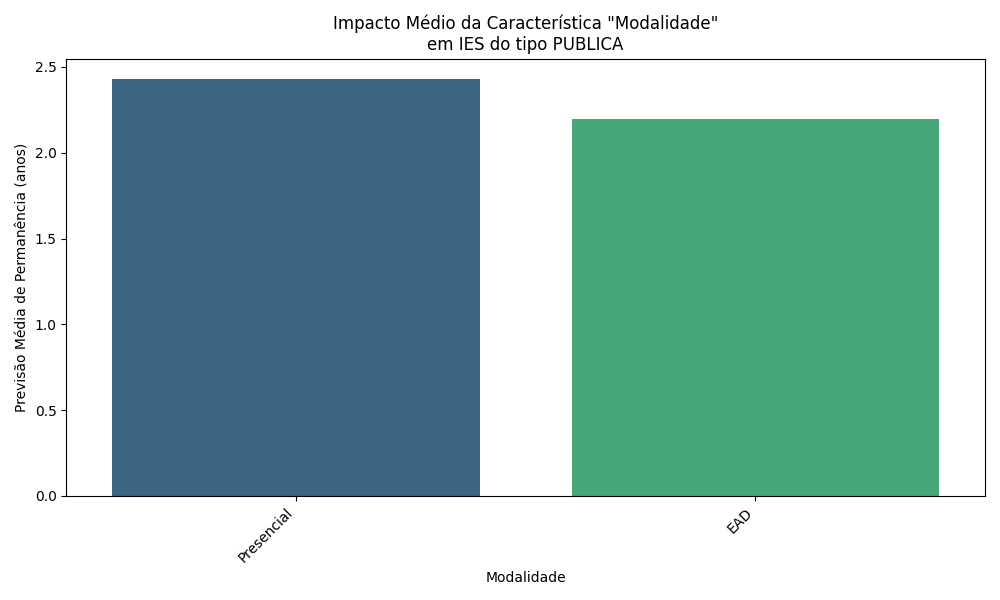 Impacto Médio da Característica "Modalidade"
em IES do tipo PUBLICA
Previsão Média de Permanência (anos)
2.5
2.0
1.5
1.0
0.5
0.0
Presencial
EAD
Modalidade